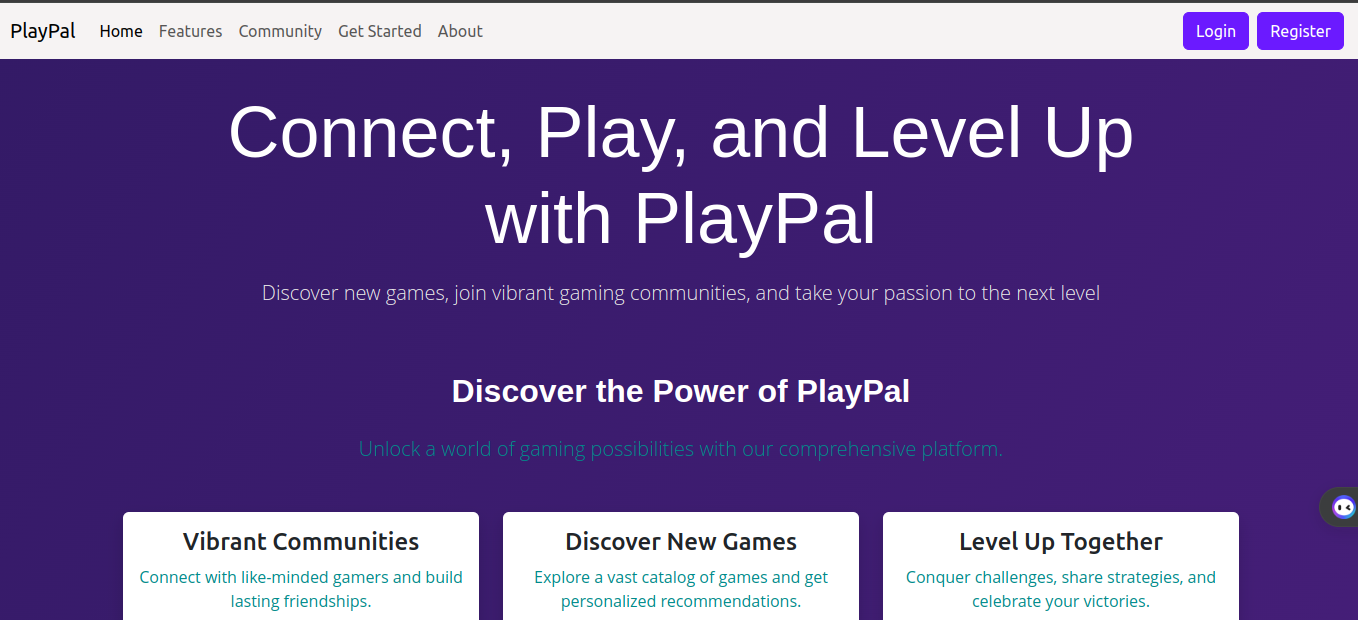 PlayPal Home Features Community Get Started About Login Register
Connect, Play, and Level Up
with PlayPal
Discover new games, join vibrant gaming communities, and take your passion to the next level
Discover the Power of PlayPal
Unlock a world of gaming possibilities with our comprehensive platform.
Vibrant Communities
Connect with like-minded gamers and build
lasting friendships.
Discover New Games
Explore a vast catalog of games and get
personalized recommendations.
Level Up Together
Conquer challenges, share strategies, and
celebrate your victories.